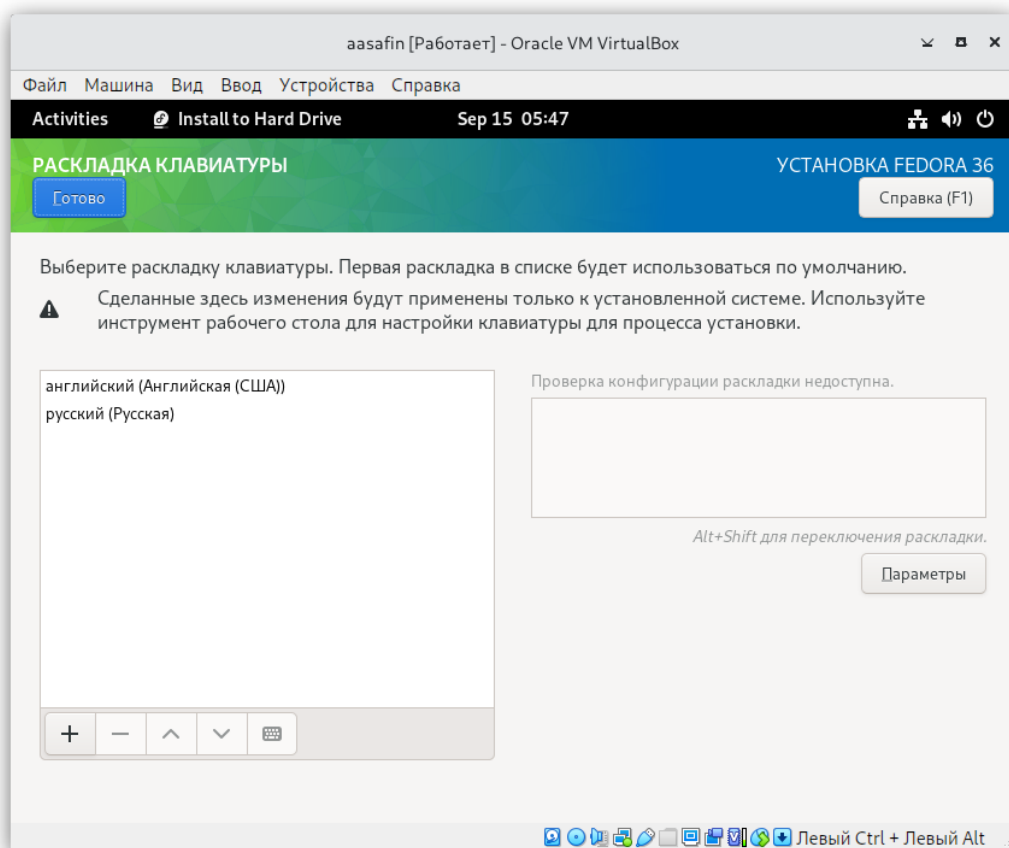 aasafin [Работает] - Oracle VM VirtualBox
Файл Машина Вид Ввод Устройства Справка
Activities Install to Hard Drive Sep 15 05:47
РАСКЛАДКА КЛАВИАТУРЫ
УСТАНОВКА FEDORA 36
Готово
Справка (F1)
Выберите раскладку клавиатуры. Первая раскладка в списке будет использоваться по умолчанию.
Сделанные здесь изменения будут применены только к установленной системе. Используйте
инструмент рабочего стола для настройки клавиатуры для процесса установки.
английский (Английская (США))
русский (Русская)
Проверка конфигурации раскладки недоступна.
Alt+Shift для переключения раскладки.
Параметры
Левый Ctrl + Левый Alt